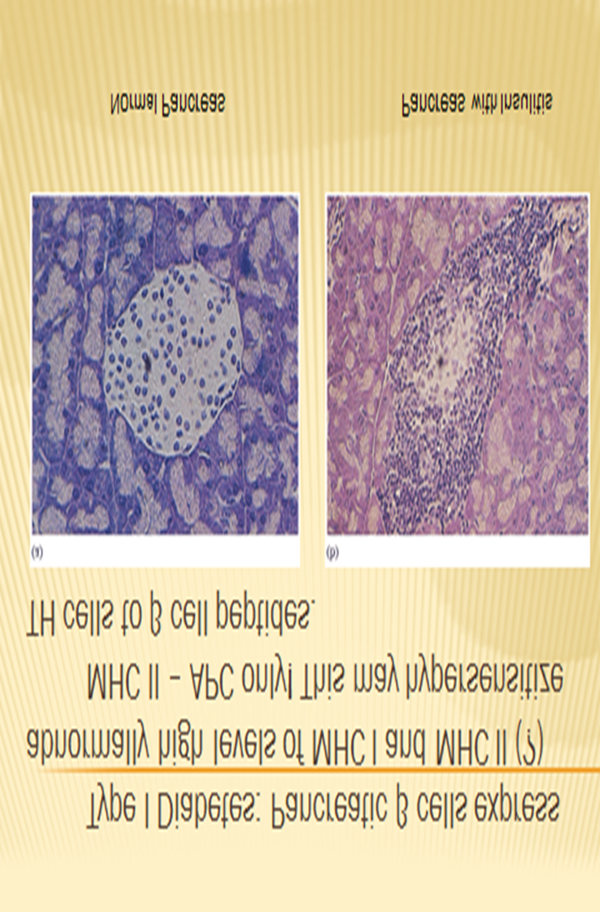 Type I Diabetes: Pancreatic β cells express
abnormally high levels of MHC I and MHC II (?)
MHC II – APC only! This may hypersensitize
TH cells to β cell peptides.
(a)
(b)
Normal Pancreas
Pancreas with Insulitis